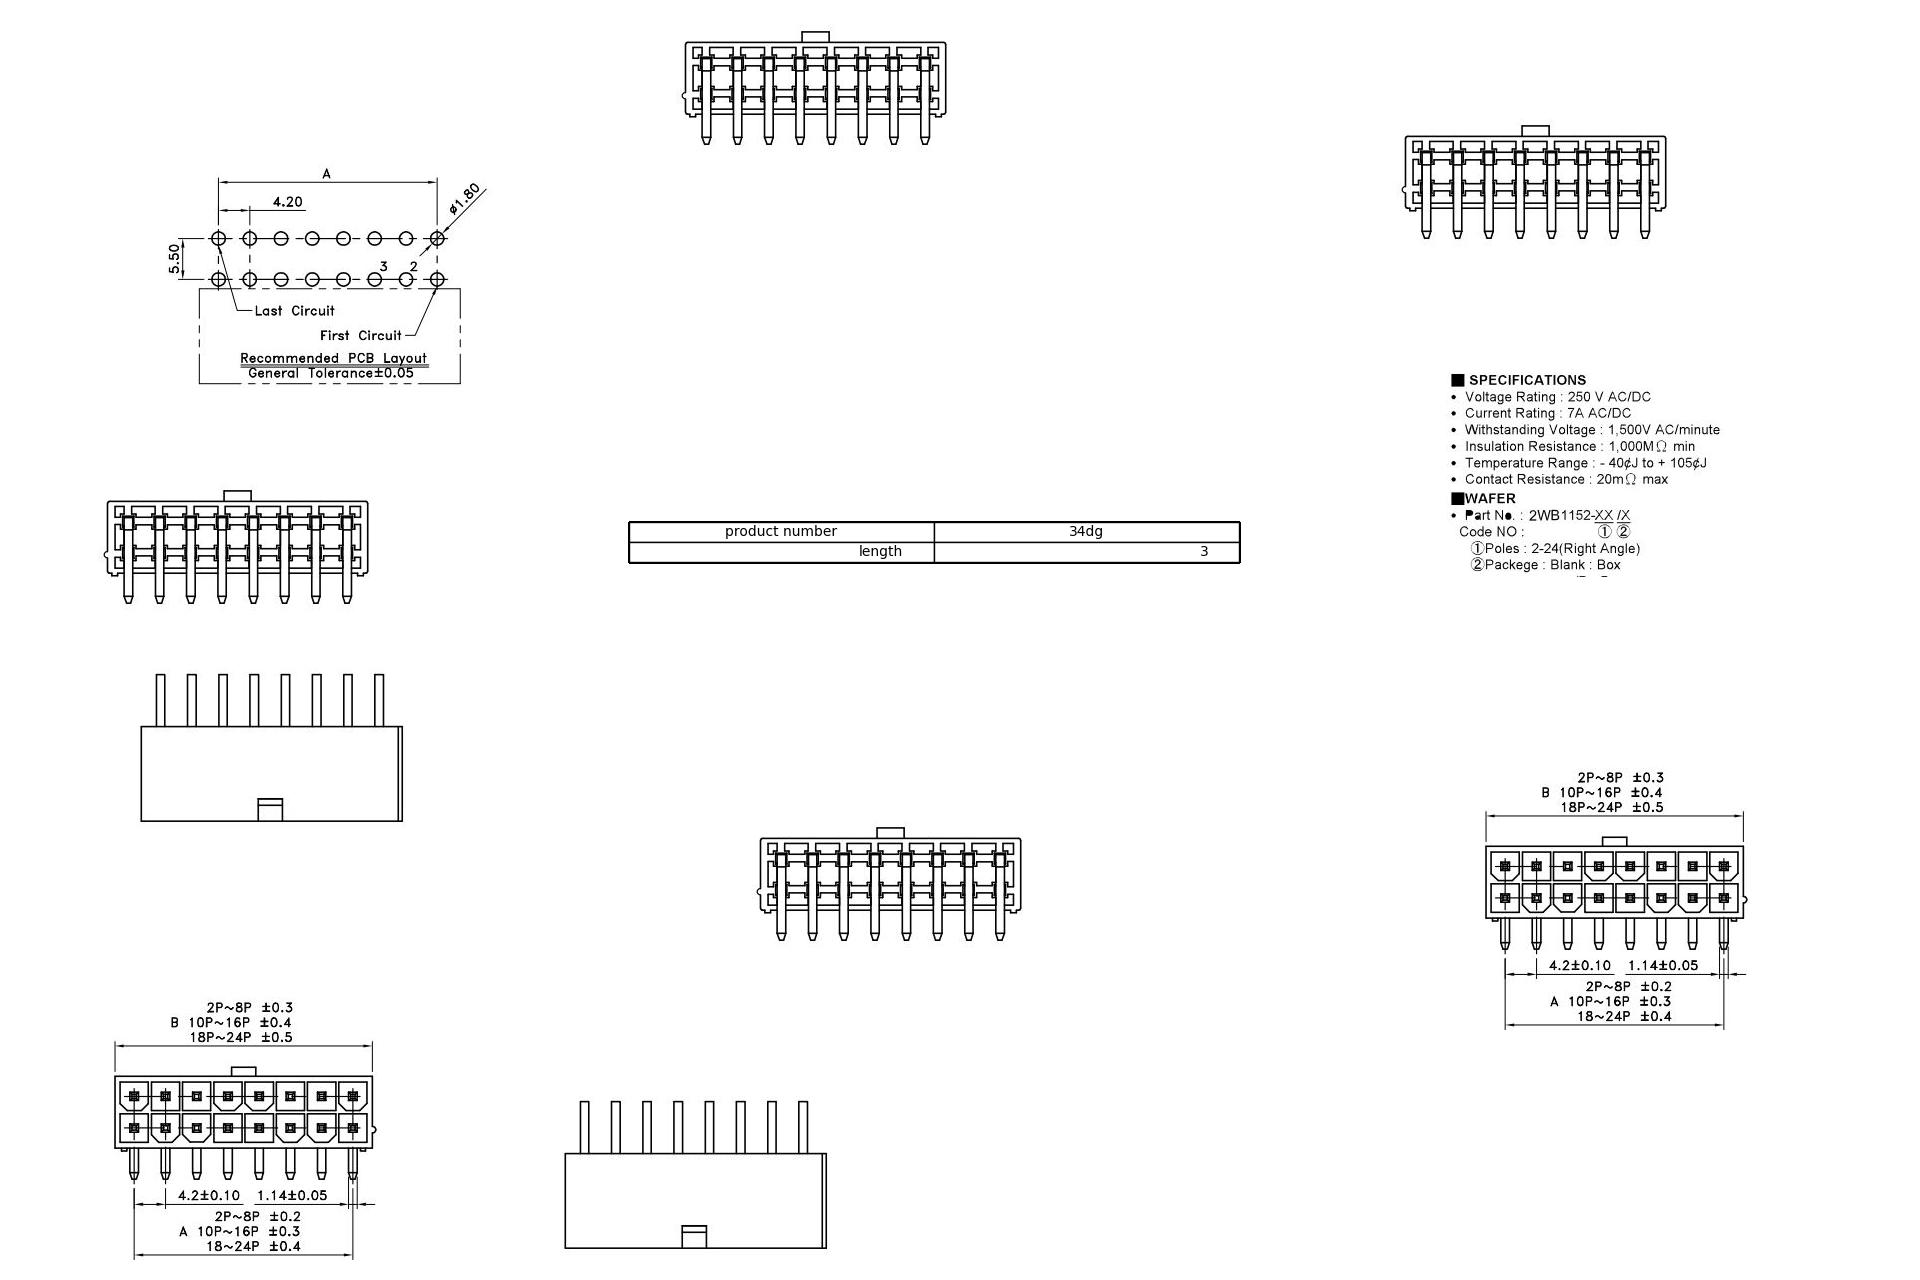 A
4.20
ø1.80
5.50
3 2
Last Circuit
First Circuit
Recommended PCB Layout
General Tolerance±0.05
■ SPECIFICATIONS
• Voltage Rating : 250 V AC/DC
• Current Rating : 7A AC/DC
• Withstanding Voltage : 1,500V AC/minute
• Insulation Resistance : 1,000MΩ min
• Temperature Range : - 40¢J to + 105¢J
• Contact Resistance : 20mΩ max
■WAFER
• Part No. : 2WB1152-XX /X
Code NO : ① ②
①Poles : 2-24(Right Angle)
②Packege : Blank : Box
product number 34dg
length 3
2P~8P ±0.3
B 10P~16P ±0.4
18P~24P ±0.5
4.2±0.10 1.14±0.05
2P~8P ±0.2
A 10P~16P ±0.3
18~24P ±0.4
2P~8P ±0.3
B 10P~16P ±0.4
18P~24P ±0.5
4.2±0.10 1.14±0.05
2P~8P ±0.2
A 10P~16P ±0.3
18~24P ±0.4